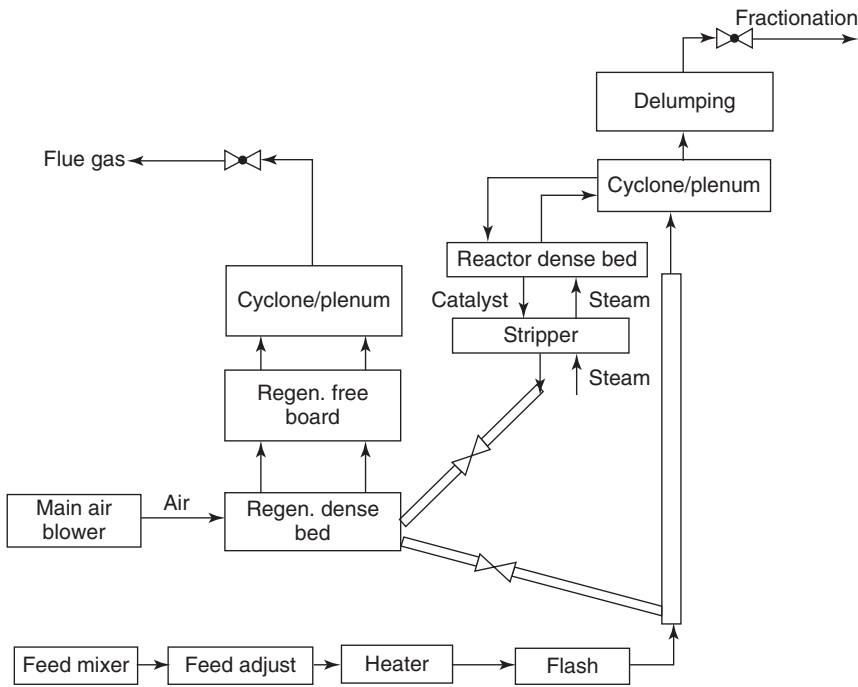 Fractionation
Delumping
Flue gas
Cyclone/plenum
Reactor dense bed
Cyclone/plenum
Catalyst
Steam
Stripper
Regen. free
board
Steam
Main air
blower
Air
Regen. dense
bed
Feed mixer
Feed adjust
Heater
Flash